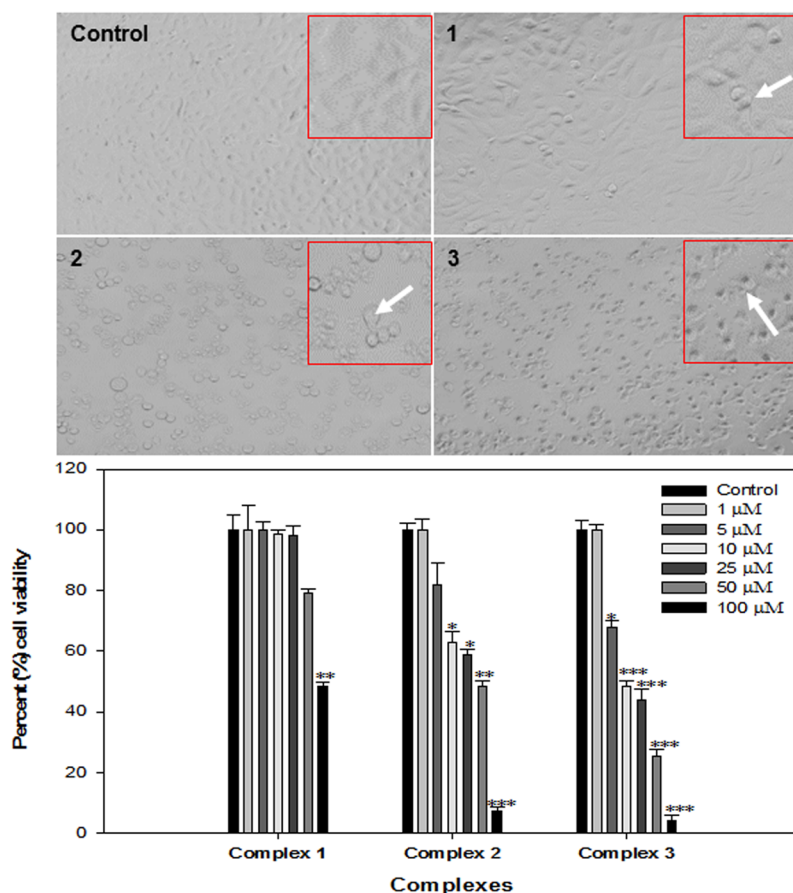 Control
1
2
3
120
100
80
60
40
20
0
Percent (%) cell viability
Control
1 µM
5 µM
10 µM
25 µM
50 µM
100 µM
**
*
*
**
***
*
***
***
***
***
Complex 1
Complex 2
Complex 3
Complexes